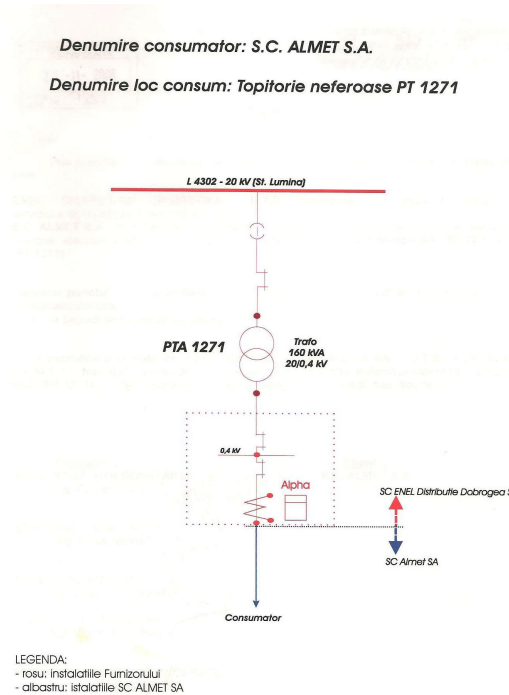 Denumire consumator: S.C. ALMET S.A.
Denumire loc consum: Topitorie neferoase PT 1271
L 4302 - 20 kV (St. Lumina)
PTA 1271
Trafo
160 kVA
20/0,4 kV
0,4 kV
Alpha
SC ENEL Distributie Dobrogea S
SC Almet SA
Consumator
LEGENDA:
- rosu: instalatiile Furnizorului
- albastru: istalatiile SC ALMET SA